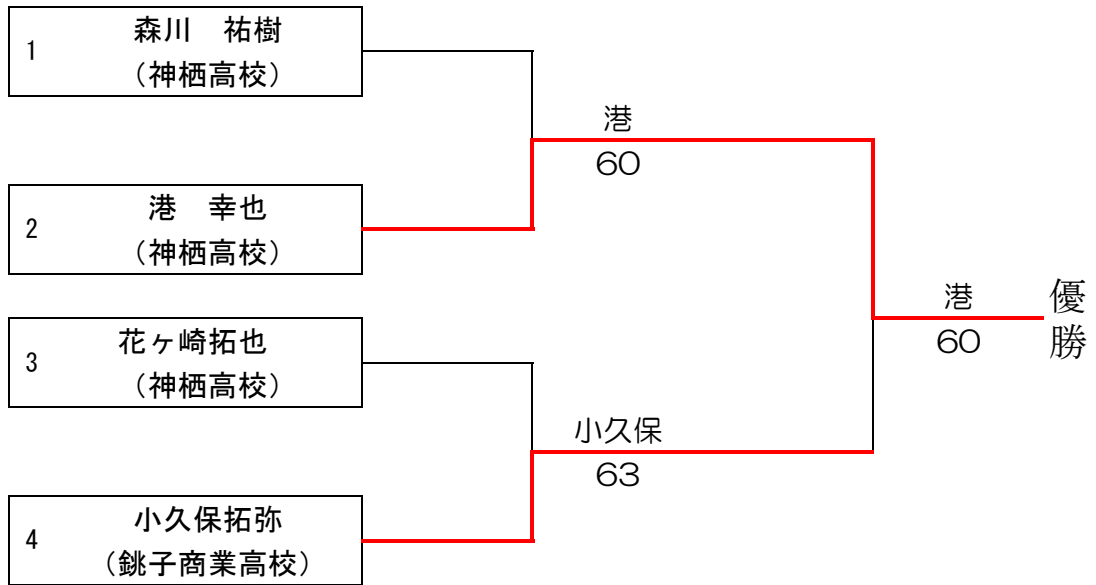 1
森川　祐樹
（神栖高校）
港
60
2
港　幸也
（神栖高校）
港
60
優
勝
3
花ヶ崎拓也
（神栖高校）
小久保
63
4
小久保拓弥
（銚子商業高校）